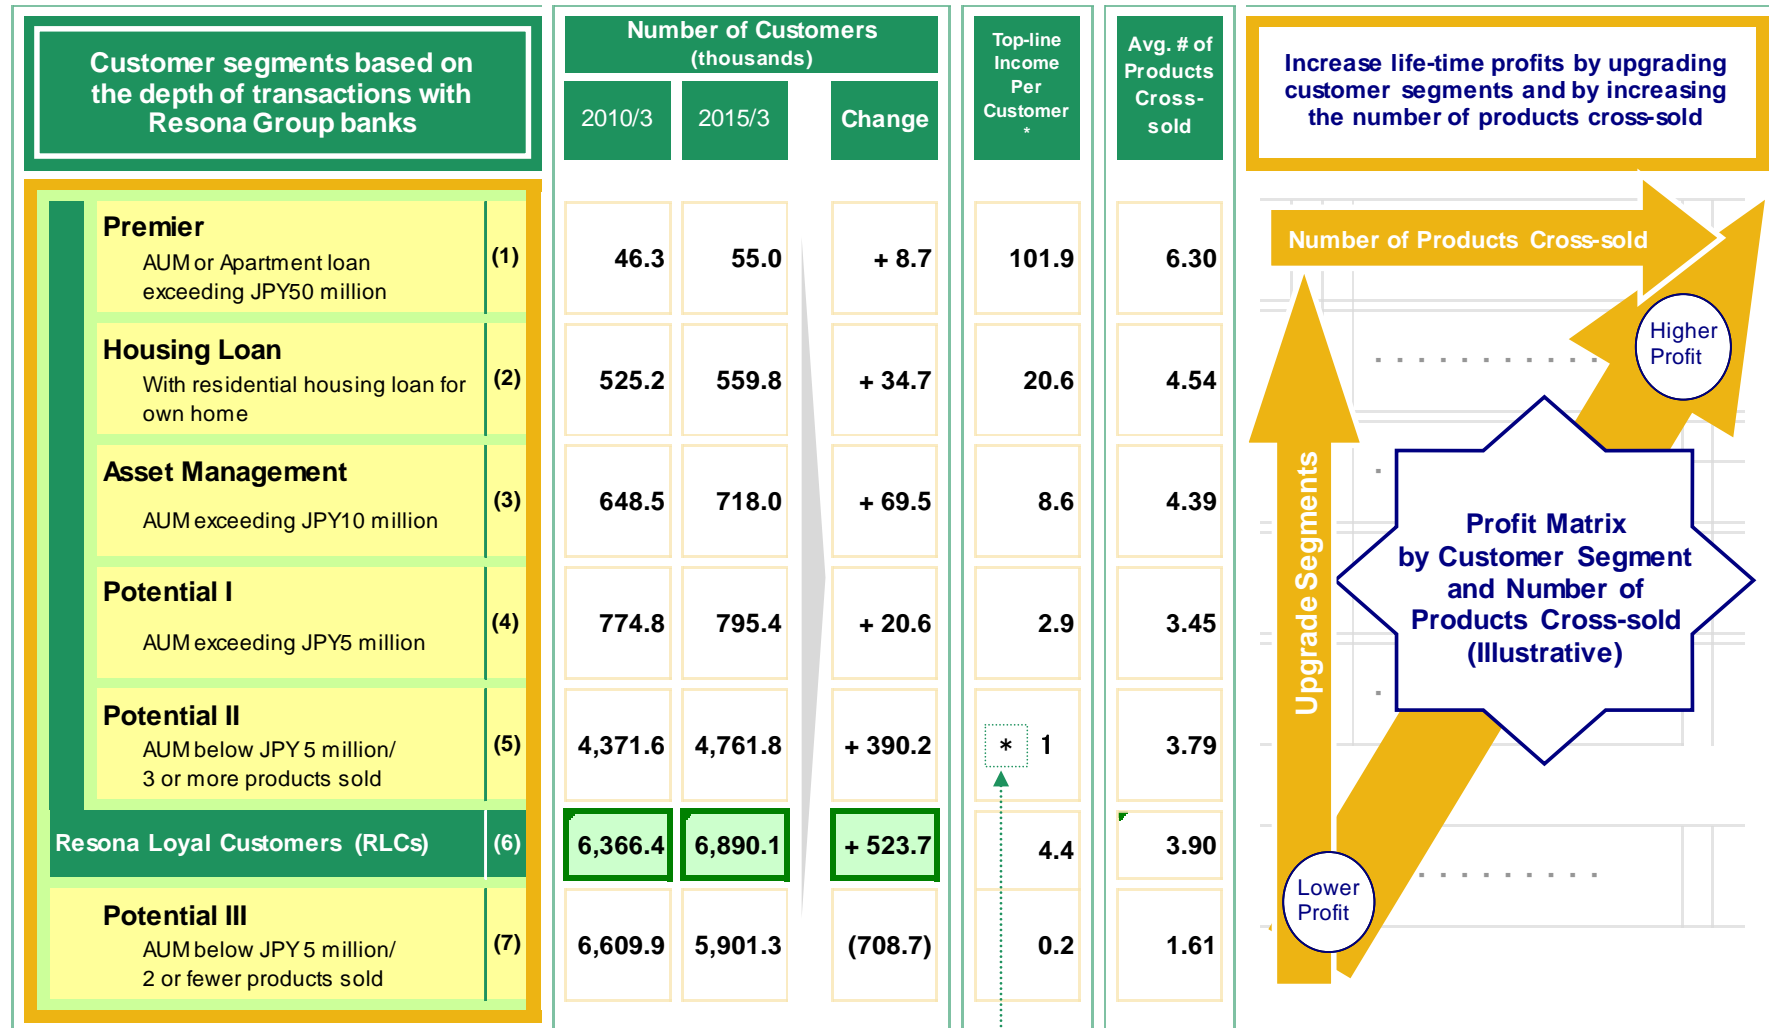 Customer segments based on
the depth of transactions with
Resona Group banks
Number of Customers
(thousands)
2010/3 2015/3 Change
Top-line
Income
Per
Customer
*
Avg. # of
Products
Cross-
sold
Increase life-time profits by upgrading
customer segments and by increasing
the number of products cross-sold
Premier
AUM or Apartment loan
exceeding JPY50 million
(1) 46.3 55.0 + 8.7 101.9 6.30
Housing Loan
With residential housing loan for
own home
(2) 525.2 559.8 + 34.7 20.6 4.54
Asset Management
AUM exceeding JPY10 million
(3) 648.5 718.0 + 69.5 8.6 4.39
Potential I
AUM exceeding JPY5 million
(4) 774.8 795.4 + 20.6 2.9 3.45
Potential II
AUM below JPY 5 million/
3 or more products sold
(5) 4,371.6 4,761.8 + 390.2 * 1 3.79
Resona Loyal Customers (RLCs) (6) 6,366.4 6,890.1 + 523.7 4.4 3.90
Potential III
AUM below JPY 5 million/
2 or fewer products sold
(7) 6,609.9 5,901.3 (708.7) 0.2 1.61
Number of Products Cross-sold
Upgrade Segments
Higher
Profit
Profit Matrix
by Customer Segment
and Number of
Products Cross-sold
(Illustrative)
Lower
Profit